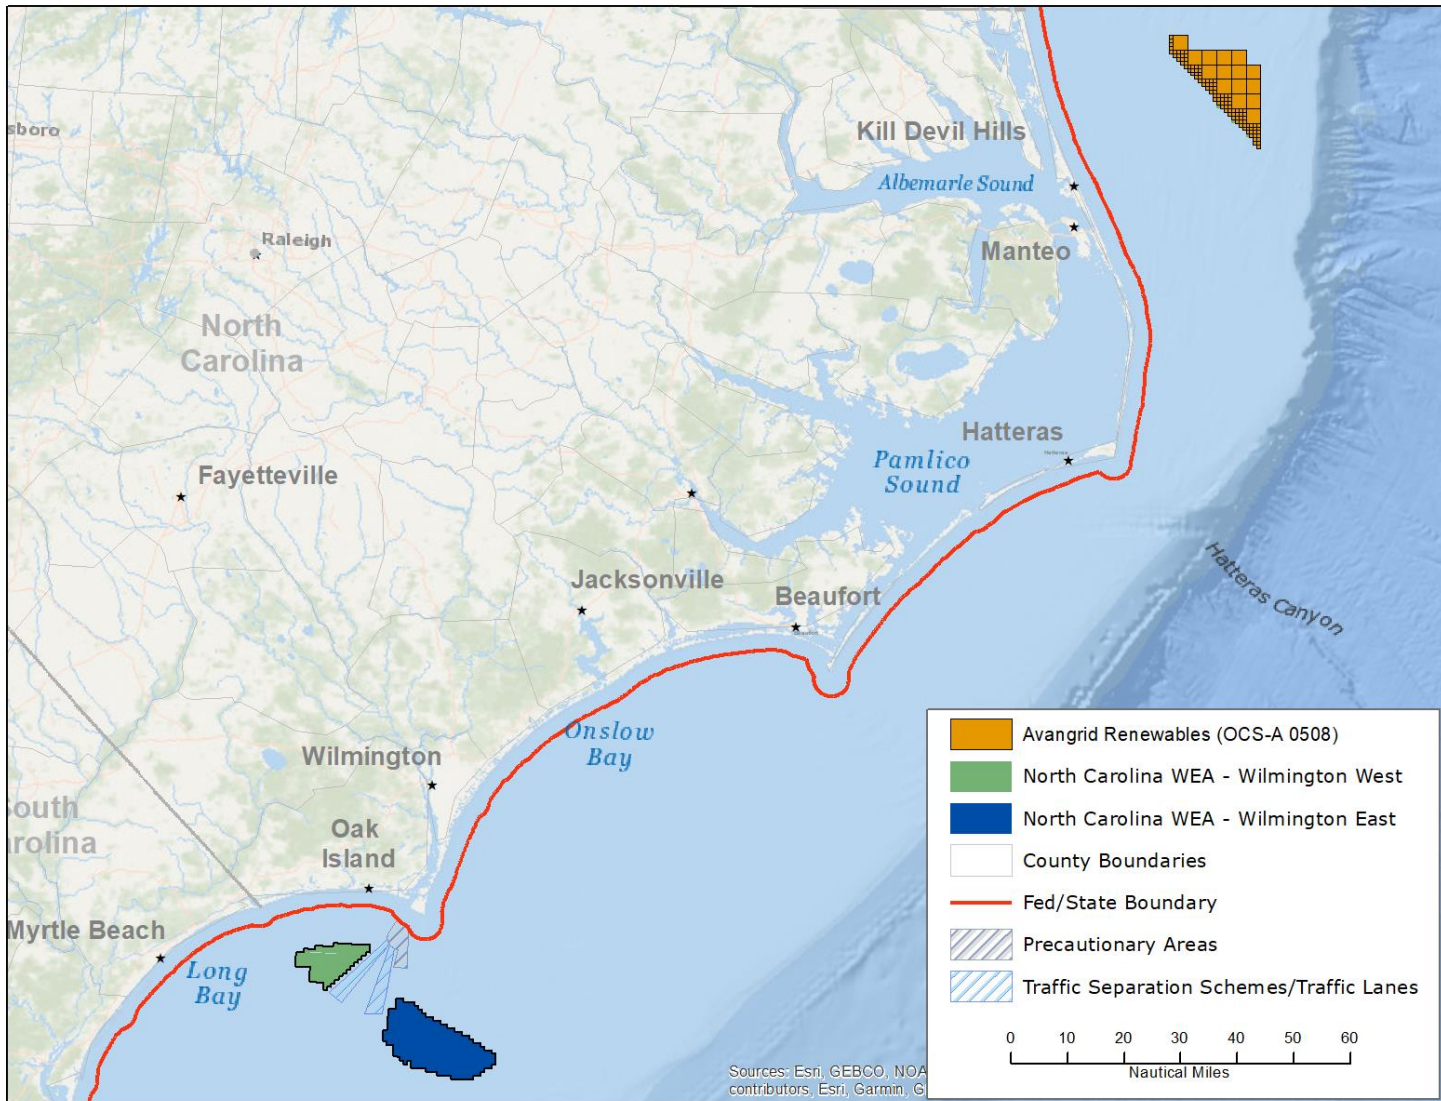 sboro
Kill Devil Hills
Albemarle Sound
Raleigh
Manteo
North
Carolina
Hatteras
Pamlico
Sound
Fayetteville
Hatteras Canyon
Jacksonville
Beaufort
Onslow
Bay
Wilmington
South
arolina
Oak
Island
Myrtle Beach
Long
Bay
Avangrid Renewables (OCS-A 0508)
North Carolina WEA - Wilmington West
North Carolina WEA - Wilmington East
County Boundaries
Fed/State Boundary
Precautionary Areas
Traffic Separation Schemes/Traffic Lanes
0 10 20 30 40 50 60
Nautical Miles
Sources: Esri, GEBCO, NOA
contributors, Esri, Garmin, G